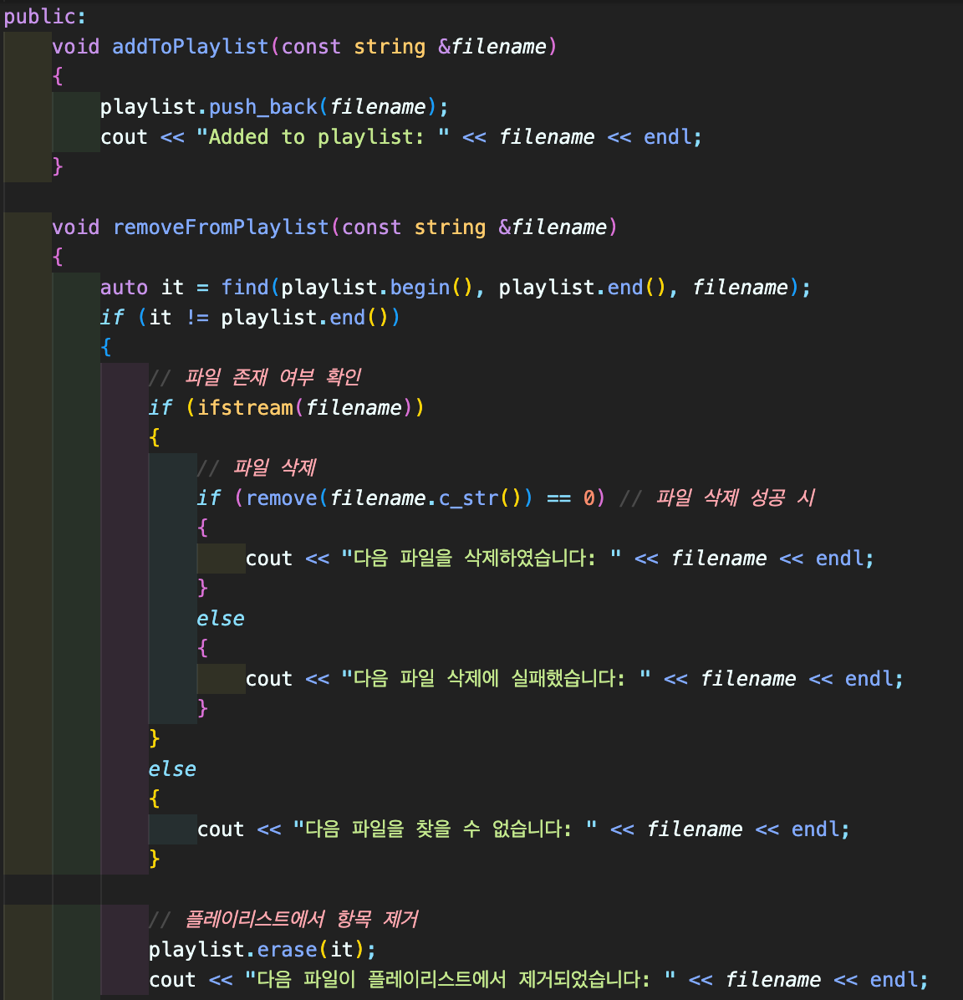 public:
    void addToPlaylist(const string &filename)
    {
        playlist.push_back(filename);
        cout << "Added to playlist: " << filename << endl;
    }

    void removeFromPlaylist(const string &filename)
    {
        auto it = find(playlist.begin(), playlist.end(), filename);
        if (it != playlist.end())
        {
            // 파일 존재 여부 확인
            if (ifstream(filename))
            {
                // 파일 삭제
                if (remove(filename.c_str()) == 0) // 파일 삭제 성공 시
                {
                    cout << "다음 파일을 삭제하였습니다: " << filename << endl;
                }
                else
                {
                    cout << "다음 파일 삭제에 실패했습니다: " << filename << endl;
                }
            }
            else
            {
                cout << "다음 파일을 찾을 수 없습니다: " << filename << endl;
            }

            // 플레이리스트에서 항목 제거
            playlist.erase(it);
            cout << "다음 파일이 플레이리스트에서 제거되었습니다: " << filename << endl;